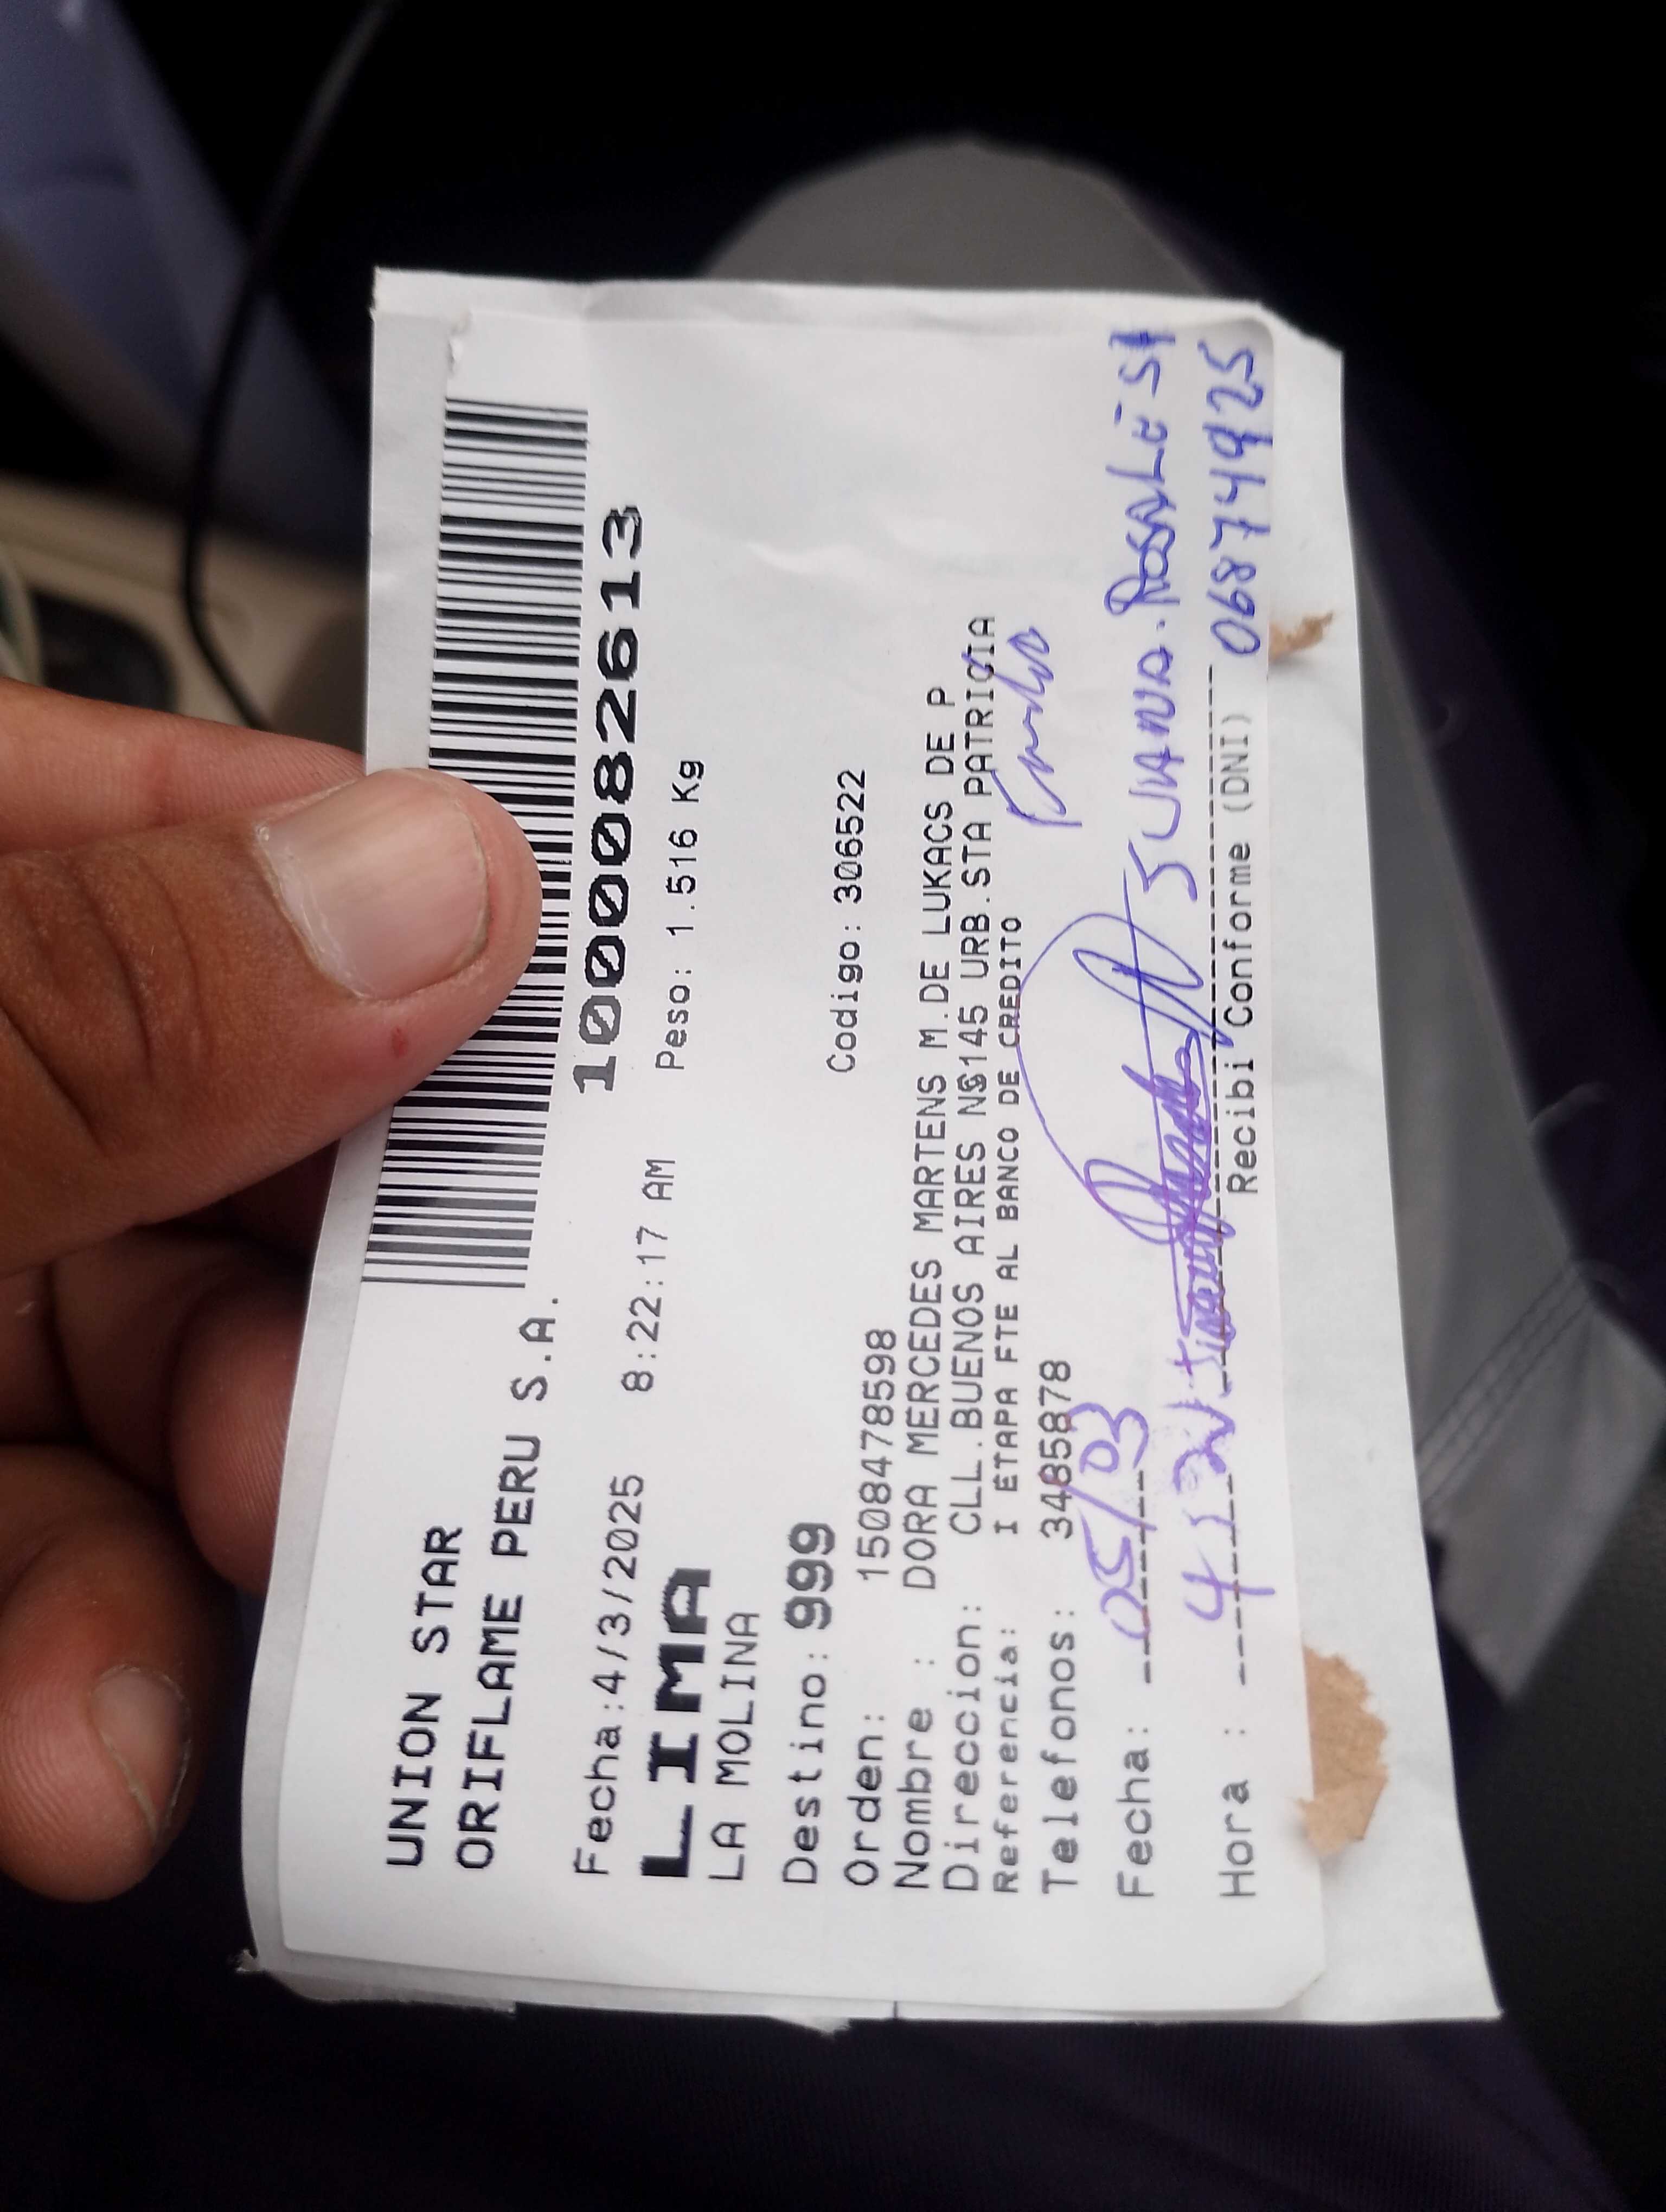 UNION STAR
ORIFLAME PERU S.A.
1000082613
Fecha:4/3/2025 8:22:17 AM Peso: 1.516 Kg
LIMA
LA MOLINA
Destino: 999 Codigo: 306522
Orden: 1508478598
Nombre : DORA MERCEDES MARTENS M.DE LUKACS DE P
Direccion: CLL.BUENOS AIRES N§145 URB.STA PATRICIA
Referencia: I ETAPA FTE AL BANCO DE CREDITO
Telefonos: 3485878
Fecha: 05/03 JUANA. ROSALES
Hora : 06874925
Recibi Conforme (DNI)